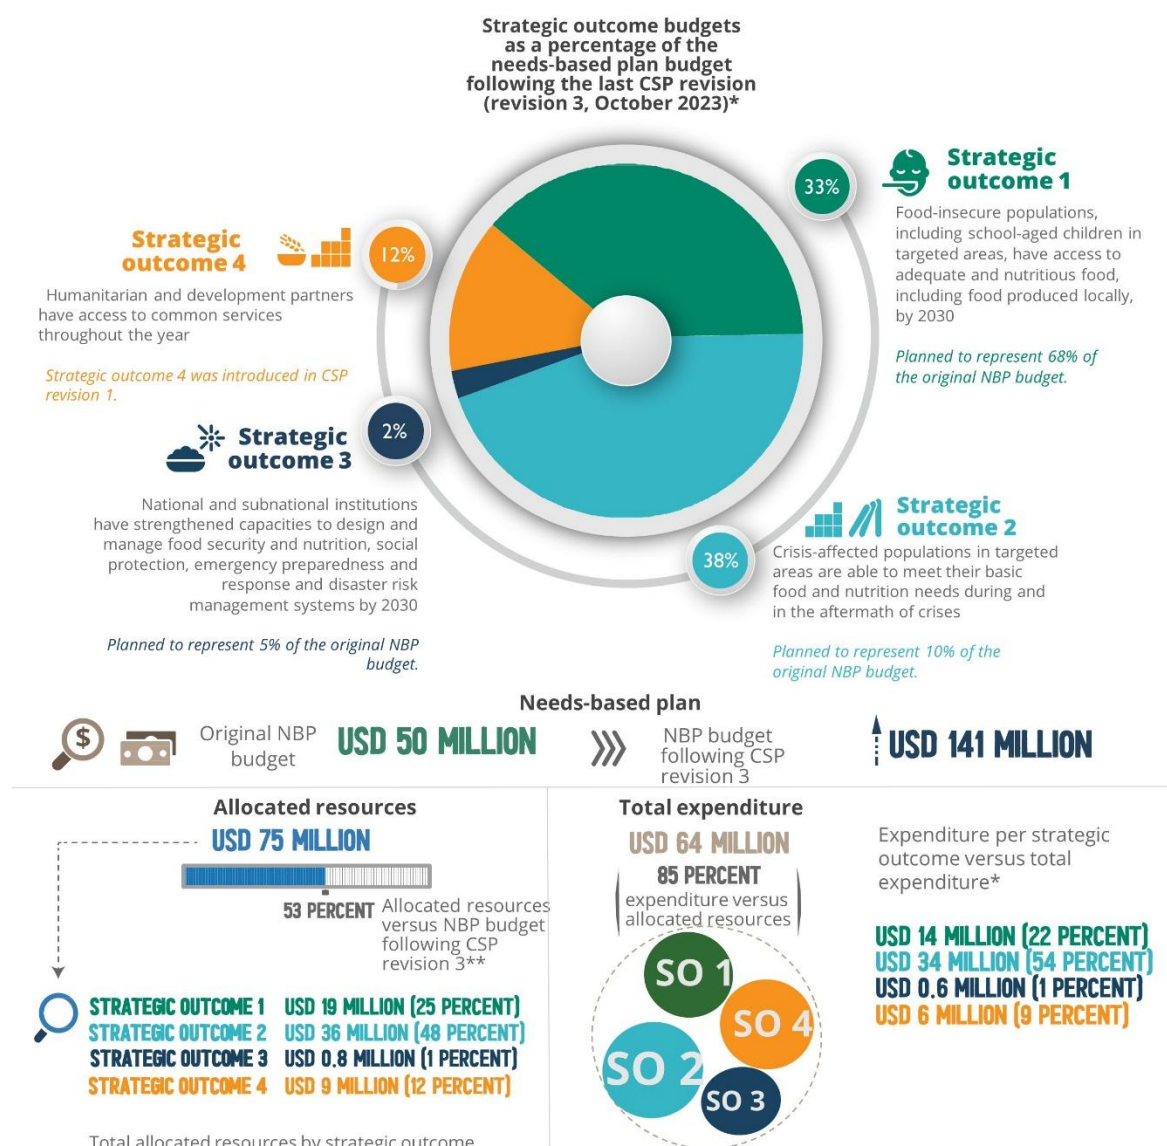 Strategic outcome budgets
as a percentage of the
needs-based plan budget
following the last CSP revision
(revision 3, October 2023)*
33%
Strategic
outcome 1
Food-insecure populations,
including school-aged children in
targeted areas, have access to
adequate and nutritious food,
including food produced locally,
by 2030
Planned to represent 68% of
the original NBP budget.
12%
Strategic
outcome 4
Humanitarian and development partners
have access to common services
throughout the year
Strategic outcome 4 was introduced in CSP
revision 1.
2%
Strategic
outcome 3
National and subnational institutions
have strengthened capacities to design and
manage food security and nutrition, social
protection, emergency preparedness and
response and disaster risk
management systems by 2030
Planned to represent 5% of the original NBP
budget.
38%
Strategic
outcome 2
Crisis-affected populations in targeted
areas are able to meet their basic
food and nutrition needs during and
in the aftermath of crises
Planned to represent 10% of the
original NBP budget.
Needs-based plan
$
Original NBP
budget
USD 50 MILLION
NBP budget
following CSP
revision 3
USD 141 MILLION
Allocated resources
USD 75 MILLION
53 PERCENT
Allocated resources
versus NBP budget
following CSP
revision 3**
STRATEGIC OUTCOME 1 USD 19 MILLION (25 PERCENT)
STRATEGIC OUTCOME 2 USD 36 MILLION (48 PERCENT)
STRATEGIC OUTCOME 3 USD 0.8 MILLION (1 PERCENT)
STRATEGIC OUTCOME 4 USD 9 MILLION (12 PERCENT)
Total allocated resources by strategic outcome
Total expenditure
USD 64 MILLION
85 PERCENT
expenditure versus
allocated resources
SO 1
SO 4
SO 2
SO 3
Expenditure per strategic
outcome versus total
expenditure*
USD 14 MILLION (22 PERCENT)
USD 34 MILLION (54 PERCENT)
USD 0.6 MILLION (1 PERCENT)
USD 6 MILLION (9 PERCENT)